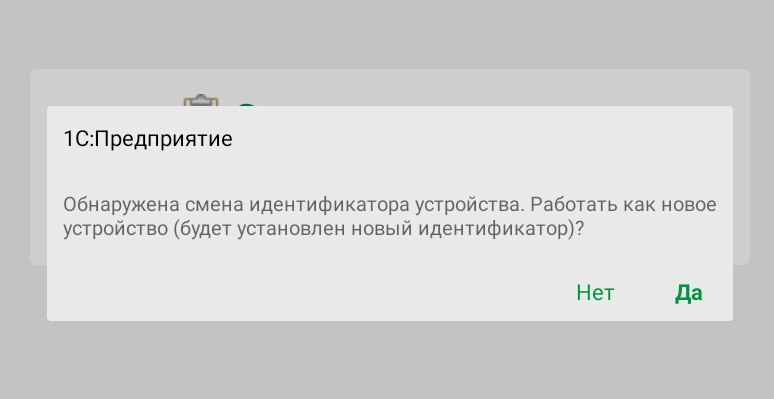 1С:Предприятие
Обнаружена смена идентификатора устройства. Работать как новое
устройство (будет установлен новый идентификатор)?
Нет Да